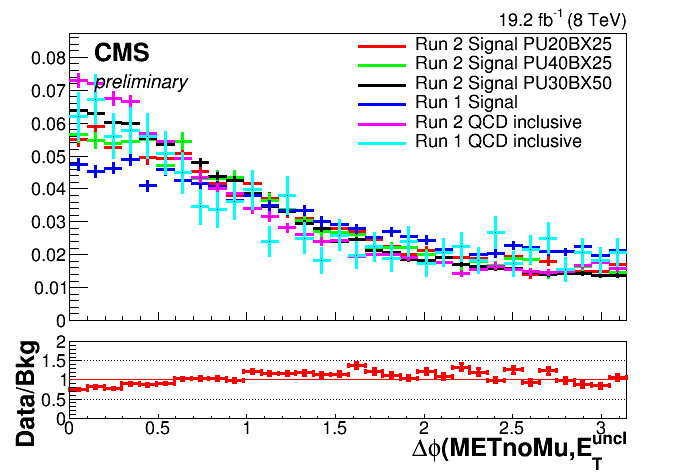 19.2 fb-1 (8 TeV)
CMS
preliminary
Run 2 Signal PU20BX25
Run 2 Signal PU40BX25
Run 2 Signal PU30BX50
Run 1 Signal
Run 2 QCD inclusive
Run 1 QCD inclusive
0.08
0.07
0.06
0.05
0.04
0.03
0.02
0.01
0
Data/Bkg
2
1.5
1
0.5
0
0 0.5 1 1.5 2 2.5 3
Δϕ(METnoMu,E_T^uncl